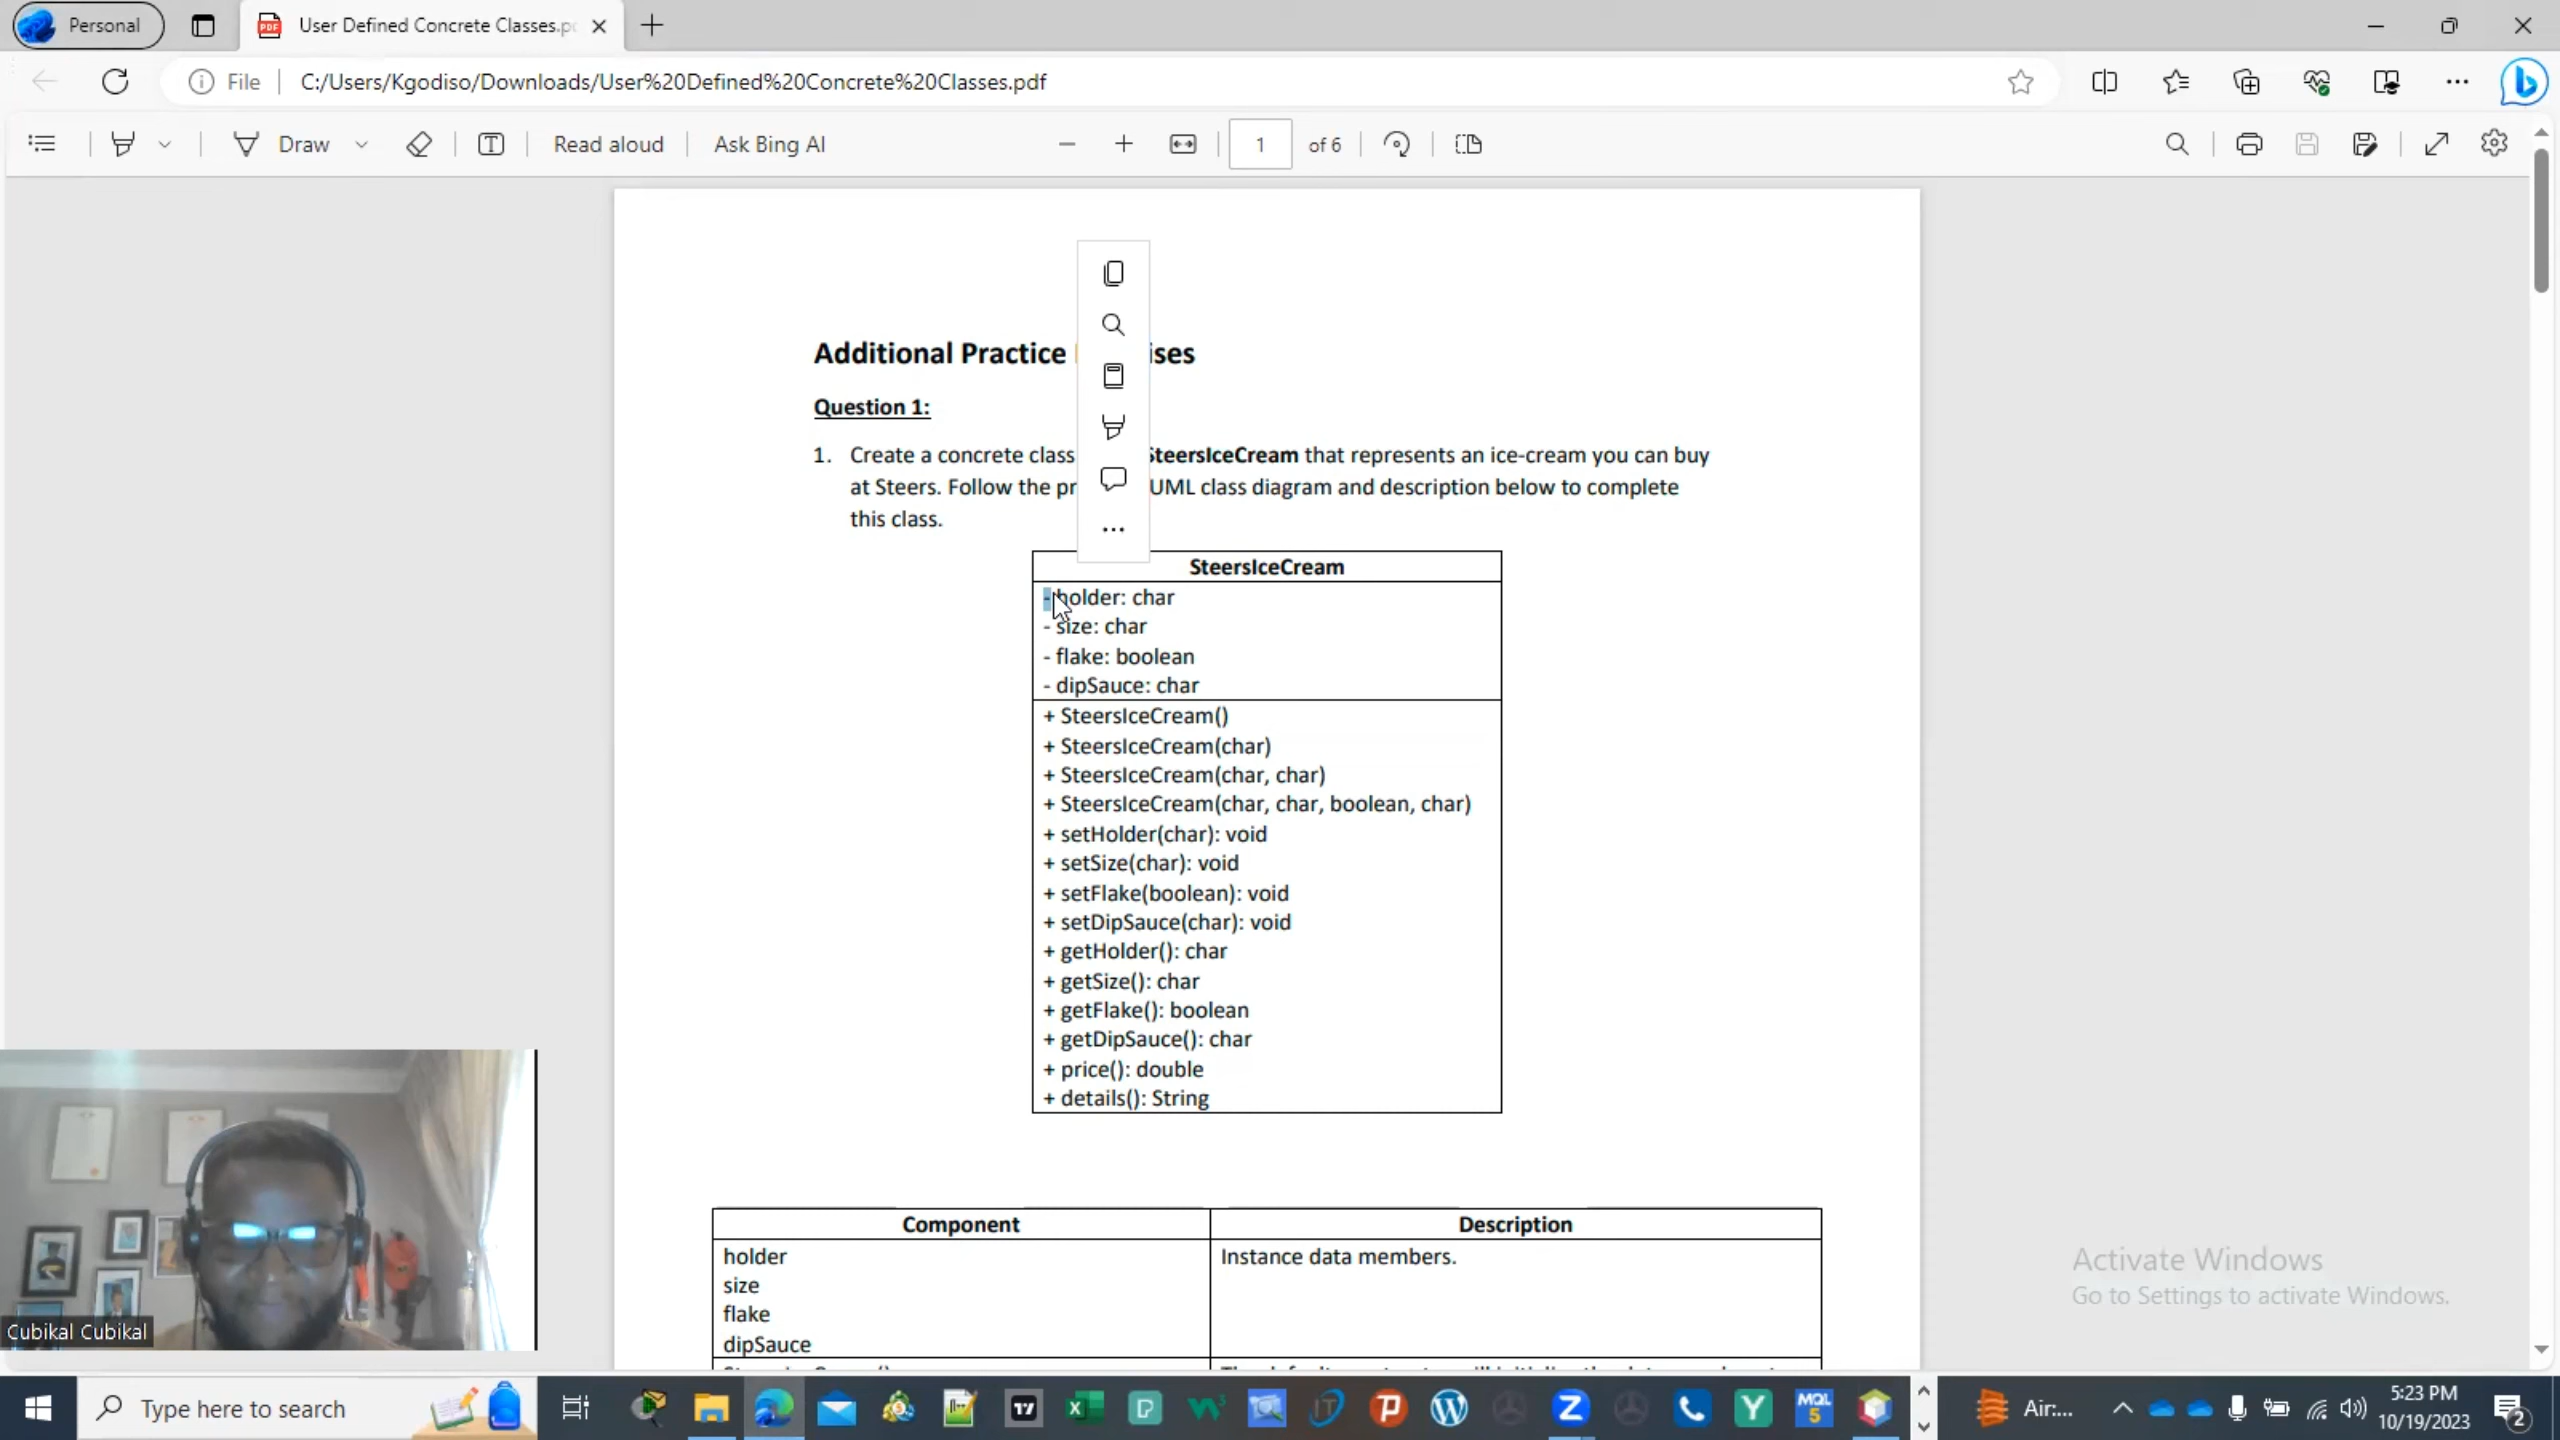 Personal
User Defined Concrete Classes.p
File
C:/Users/Kgodiso/Downloads/User%20Defined%20Concrete%20Classes.pdf
Draw
Read aloud
Ask Bing AI
1
of 6
Additional Practice ises
Question 1:
1. Create a concrete class SteersIceCream that represents an ice-cream you can buy
at Steers. Follow the pr UML class diagram and description below to complete
this class.
SteersIceCream
- holder: char
- size: char
- flake: boolean
- dipSauce: char
+ SteersIceCream()
+ SteersIceCream(char)
+ SteersIceCream(char, char)
+ SteersIceCream(char, char, boolean, char)
+ setHolder(char): void
+ setSize(char): void
+ setFlake(boolean): void
+ setDipSauce(char): void
+ getHolder(): char
+ getSize(): char
+ getFlake(): boolean
+ getDipSauce(): char
+ price(): double
+ details(): String
Component Description
holder Instance data members.
size
flake
dipSauce
Cubikal Cubikal
Activate Windows
Go to Settings to activate Windows.
Type here to search
Air:...
5:23 PM
10/19/2023
2